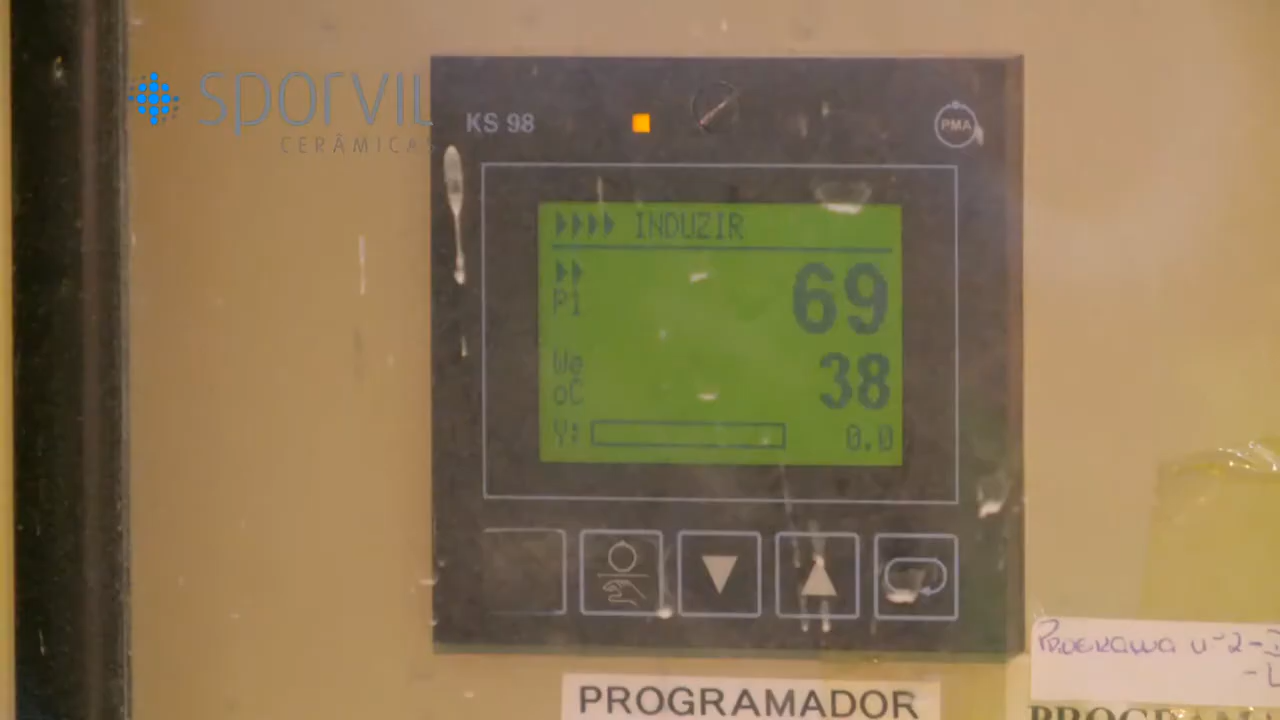 sporvil
CERÂMICAS
KS 98
PMA
INDUZIR
69
P1
We
38
oC
Y:
0.0
PROGRAMADOR